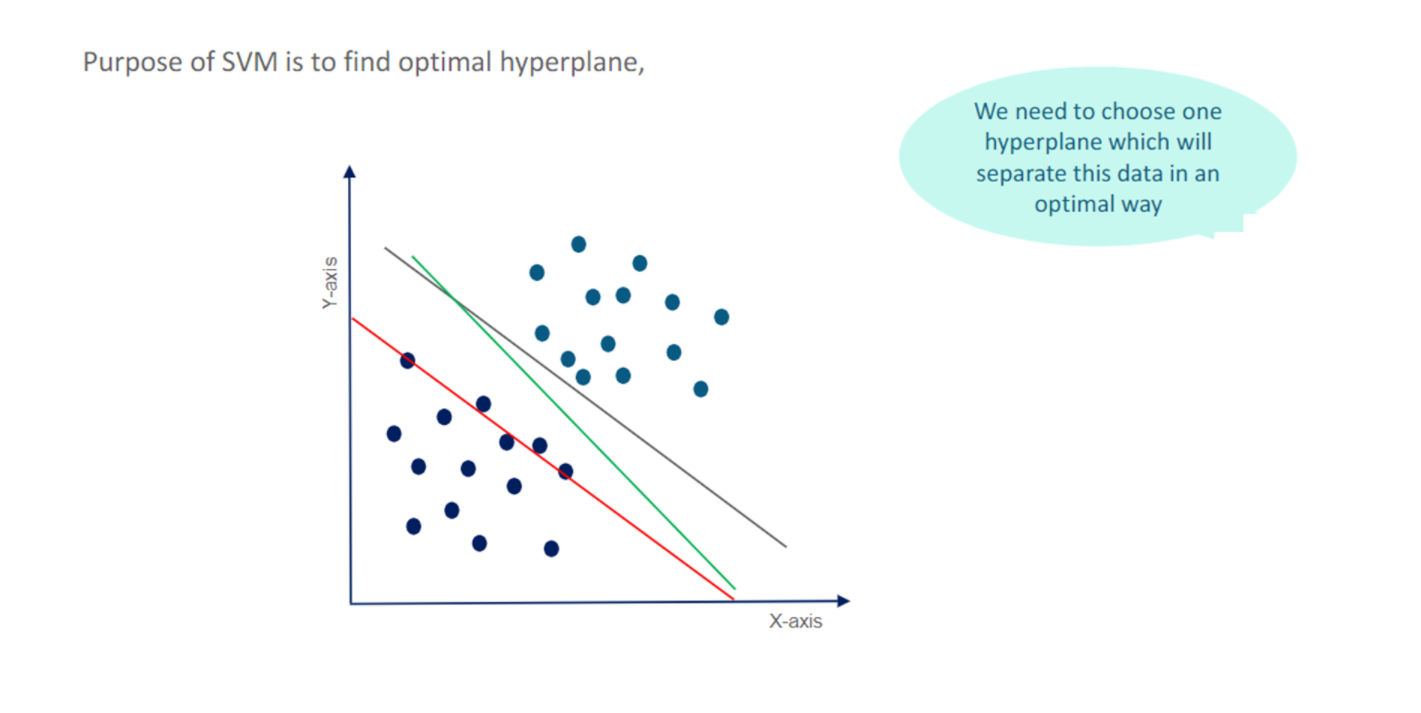 Purpose of SVM is to find optimal hyperplane,
We need to choose one
hyperplane which will
separate this data in an
optimal way
Y-axis
X-axis